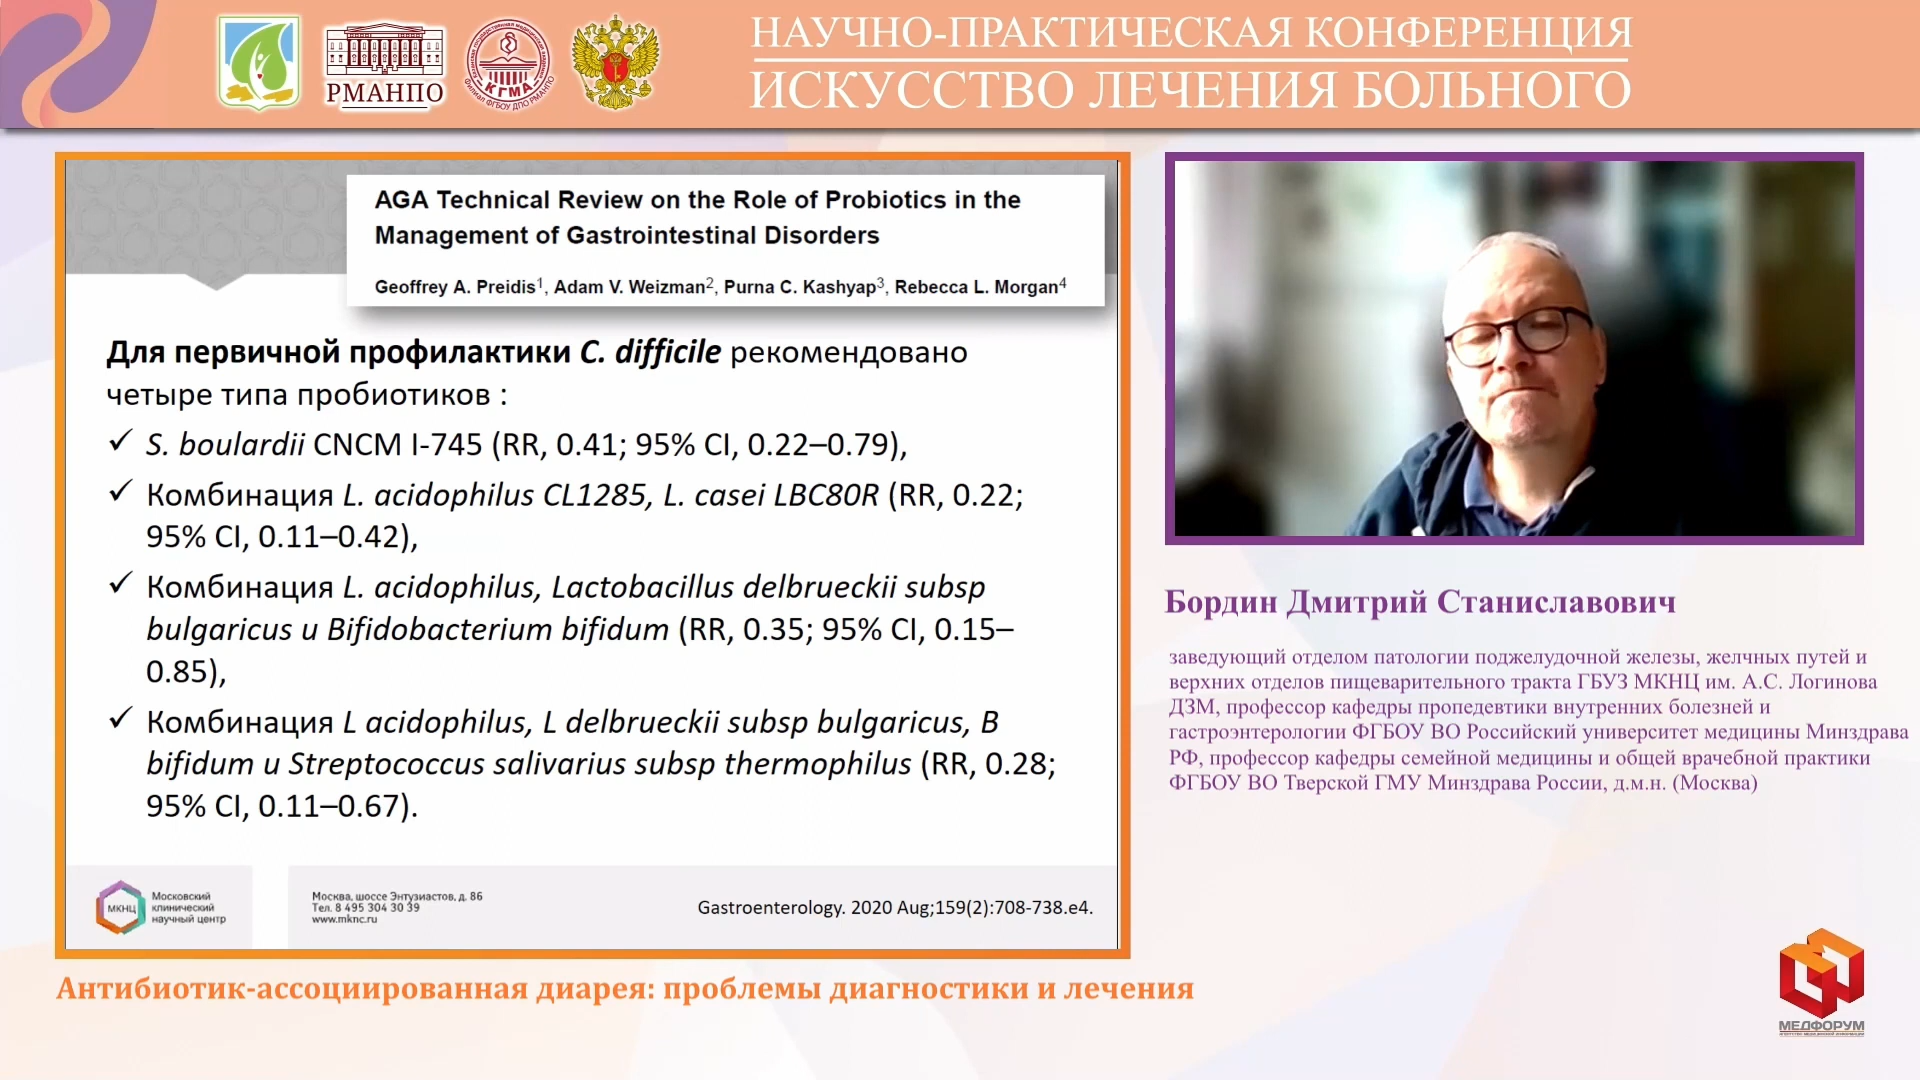 РМАНПО
КГМА
ФИЛИАЛ ФГБОУ ДПО РМАНПО
НАУЧНО-ПРАКТИЧЕСКАЯ КОНФЕРЕНЦИЯ
ИСКУССТВО ЛЕЧЕНИЯ БОЛЬНОГО
AGA Technical Review on the Role of Probiotics in the
Management of Gastrointestinal Disorders
Geoffrey A. Preidis1, Adam V. Weizman2, Purna C. Kashyap3, Rebecca L. Morgan4
Для первичной профилактики C. difficile рекомендовано
четыре типа пробиотиков :
✓ S. boulardii CNCM I-745 (RR, 0.41; 95% CI, 0.22–0.79),
✓ Комбинация L. acidophilus CL1285, L. casei LBC80R (RR, 0.22;
95% CI, 0.11–0.42),
✓ Комбинация L. acidophilus, Lactobacillus delbrueckii subsp
bulgaricus и Bifidobacterium bifidum (RR, 0.35; 95% CI, 0.15–
0.85),
✓ Комбинация L acidophilus, L delbrueckii subsp bulgaricus, B
bifidum и Streptococcus salivarius subsp thermophilus (RR, 0.28;
95% CI, 0.11–0.67).
МКНЦ
Московский
клинический
научный центр
Москва, шоссе Энтузиастов, д. 86
Тел. 8 495 304 30 39
www.mknc.ru
Gastroenterology. 2020 Aug;159(2):708-738.e4.
Антибиотик-ассоциированная диарея: проблемы диагностики и лечения
Бордин Дмитрий Станиславович
заведующий отделом патологии поджелудочной железы, желчных путей и
верхних отделов пищеварительного тракта ГБУЗ МКНЦ им. А.С. Логинова
ДЗМ, профессор кафедры пропедевтики внутренних болезней и
гастроэнтерологии ФГБОУ ВО Российский университет медицины Минздрава
РФ, профессор кафедры семейной медицины и общей врачебной практики
ФГБОУ ВО Тверской ГМУ Минздрава России, д.м.н. (Москва)
МЕДФОРУМ